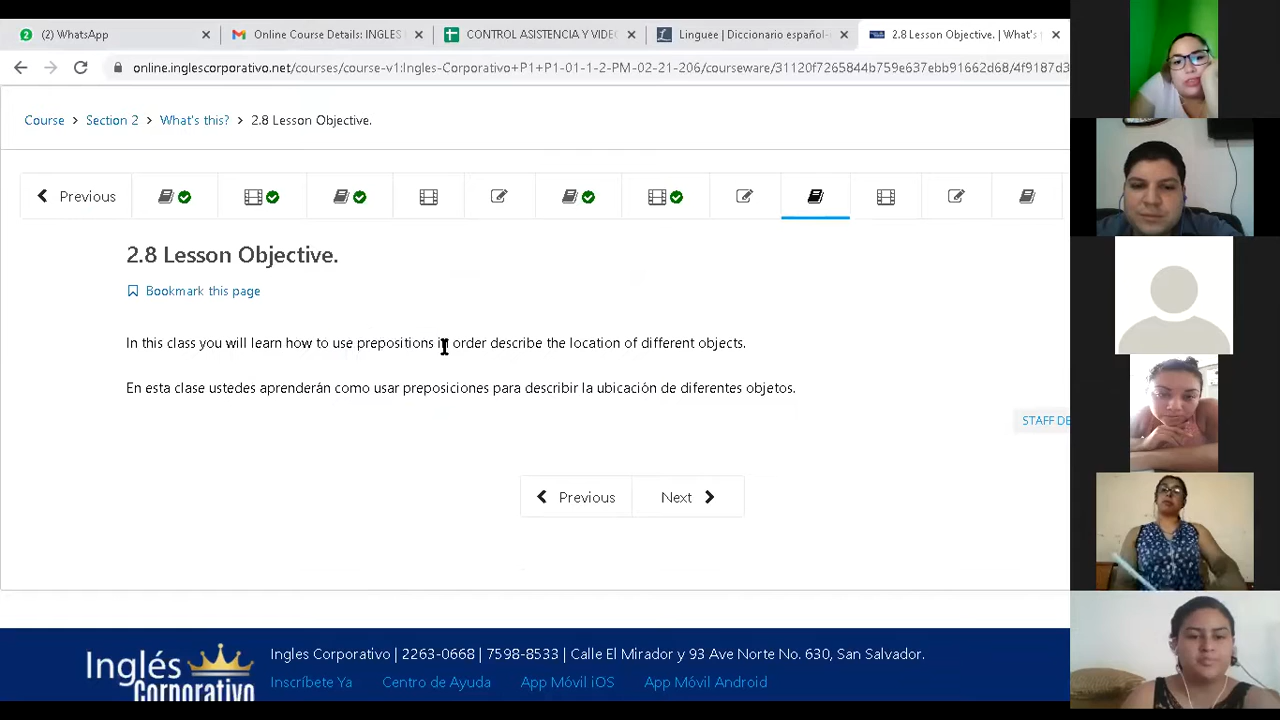 (2) WhatsApp
Online Course Details: INGLES
CONTROL ASISTENCIA Y VIDEO
Linguee | Diccionario español-
2.8 Lesson Objective. | What's
online.inglescorporativo.net/courses/course-v1:Ingles-Corporativo+P1+P1-01-1-2-PM-02-21-206/courseware/31120f7265844b759e637ebb91662d68/4f9187d3
Course > Section 2 > What's this? > 2.8 Lesson Objective.
Previous
2.8 Lesson Objective.
Bookmark this page
In this class you will learn how to use prepositions in order describe the location of different objects.
En esta clase ustedes aprenderán como usar preposiciones para describir la ubicación de diferentes objetos.
STAFF DE
Previous
Next
Inglés
Corporativo
Ingles Corporativo | 2263-0668 | 7598-8533 | Calle El Mirador y 93 Ave Norte No. 630, San Salvador.
Inscríbete Ya
Centro de Ayuda
App Móvil iOS
App Móvil Android